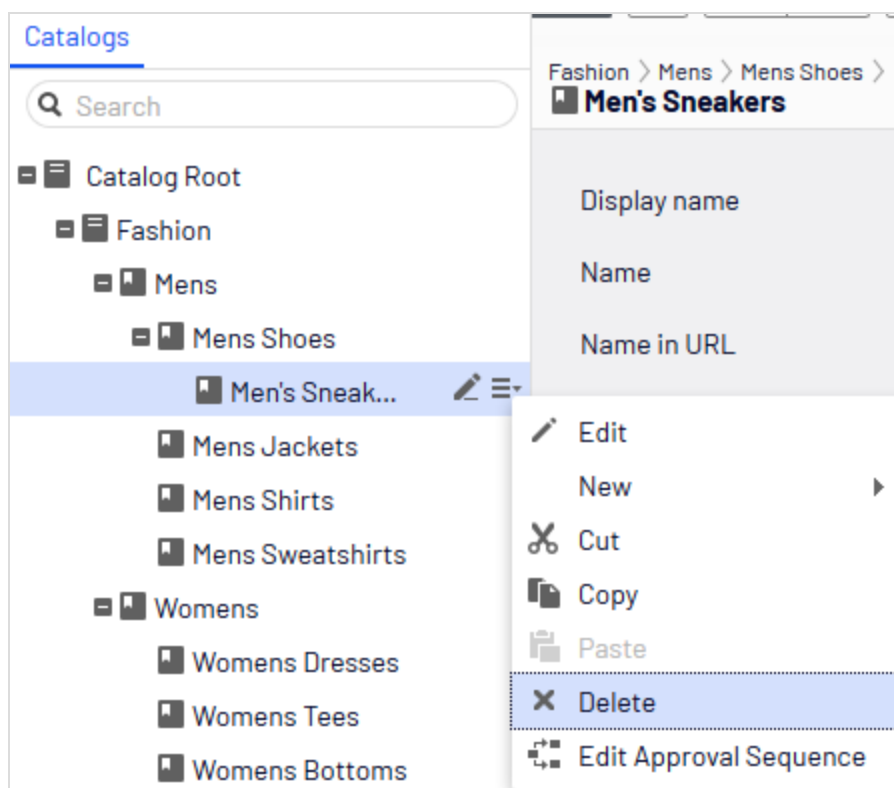 Catalogs
Search
Catalog Root
Fashion
Mens
Mens Shoes
Men's Sneak...
Mens Jackets
Mens Shirts
Mens Sweatshirts
Womens
Womens Dresses
Womens Tees
Womens Bottoms
Fashion > Mens > Mens Shoes >
Men's Sneakers
Display name
Name
Name in URL
Edit
New
Cut
Copy
Paste
Delete
Edit Approval Sequence